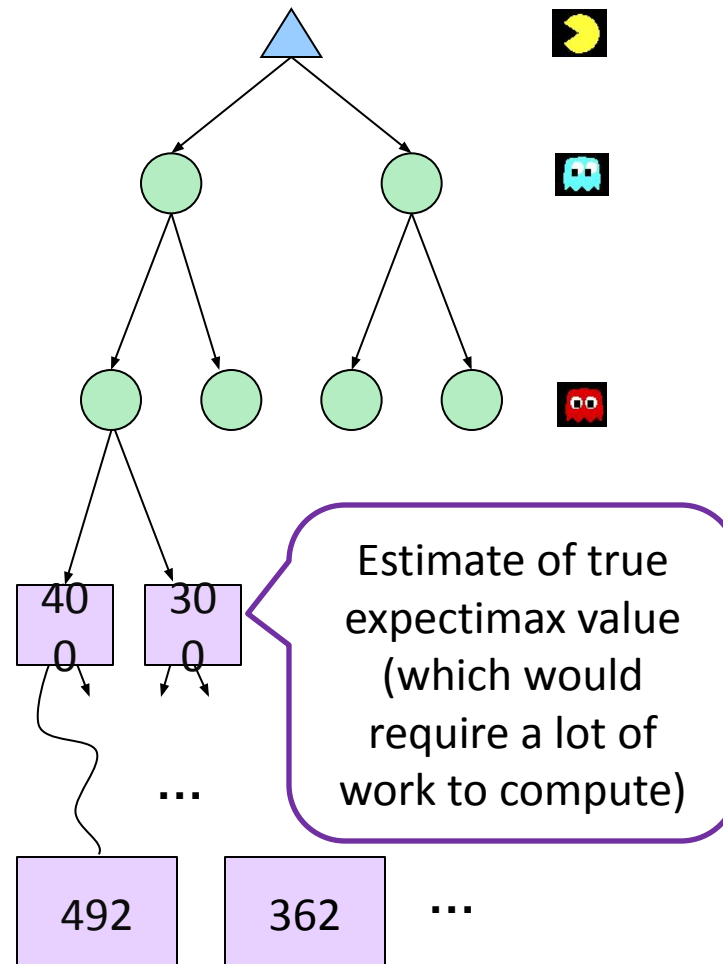 40
0
30
0
Estimate of true
expectimax value
(which would
require a lot of
work to compute)
...
492
362
...